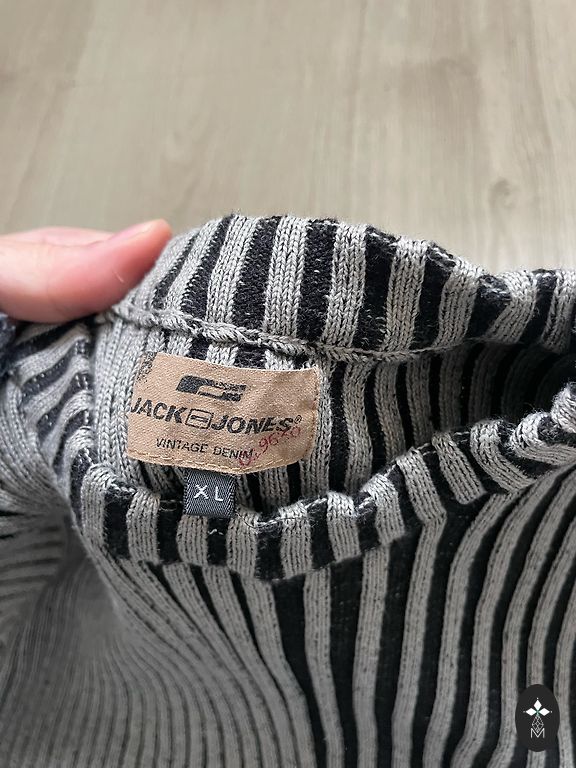 JACK JONES®
VINTAGE DENIM
XL
M